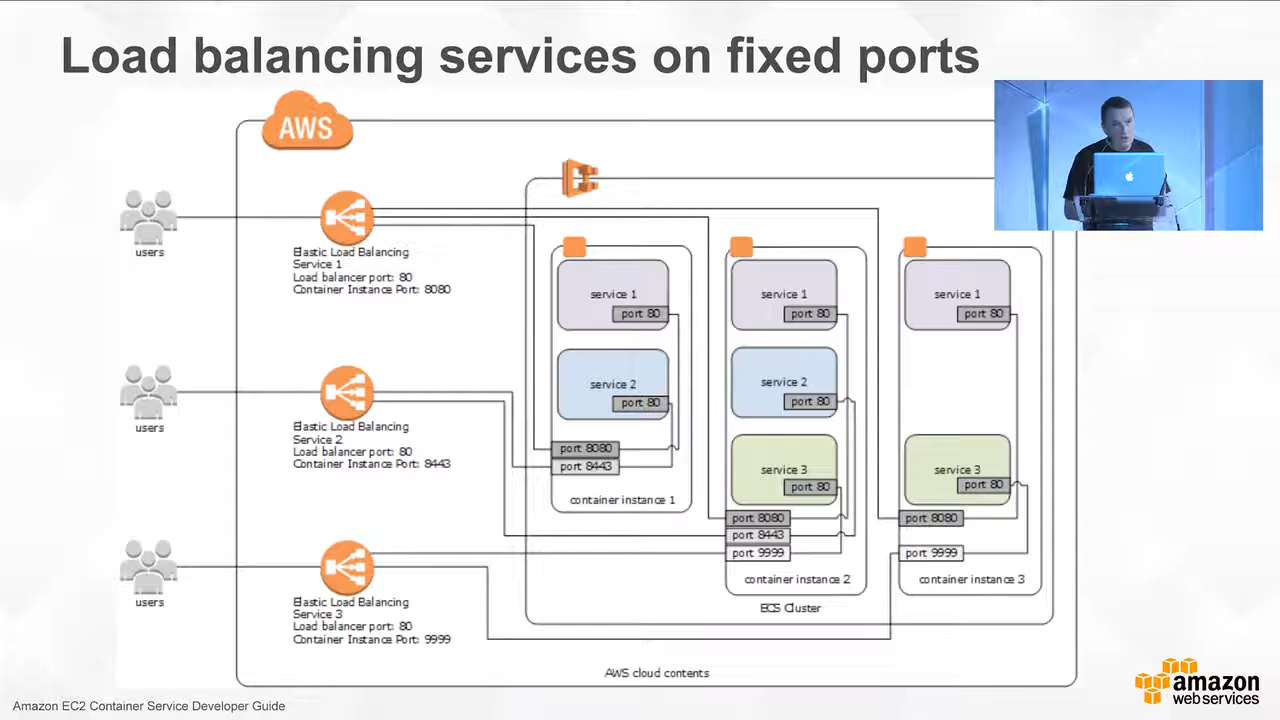 Load balancing services on fixed ports
AWS
users
Elastic Load Balancing
Service 1
Load balancer port: 80
Container Instance Port: 8080
users
Elastic Load Balancing
Service 2
Load balancer port: 80
Container Instance Port: 8443
users
Elastic Load Balancing
Service 3
Load balancer port: 80
Container Instance Port: 9999
service 1
port 80
service 2
port 80
port 8080
port 8443
container instance 1
service 1
port 80
service 2
port 80
service 3
port 80
port 8080
port 8443
port 9999
container instance 2
service 1
port 80
service 3
port 80
port 8080
port 9999
container instance 3
ECS Cluster
AWS cloud contents
Amazon EC2 Container Service Developer Guide
amazon
web services